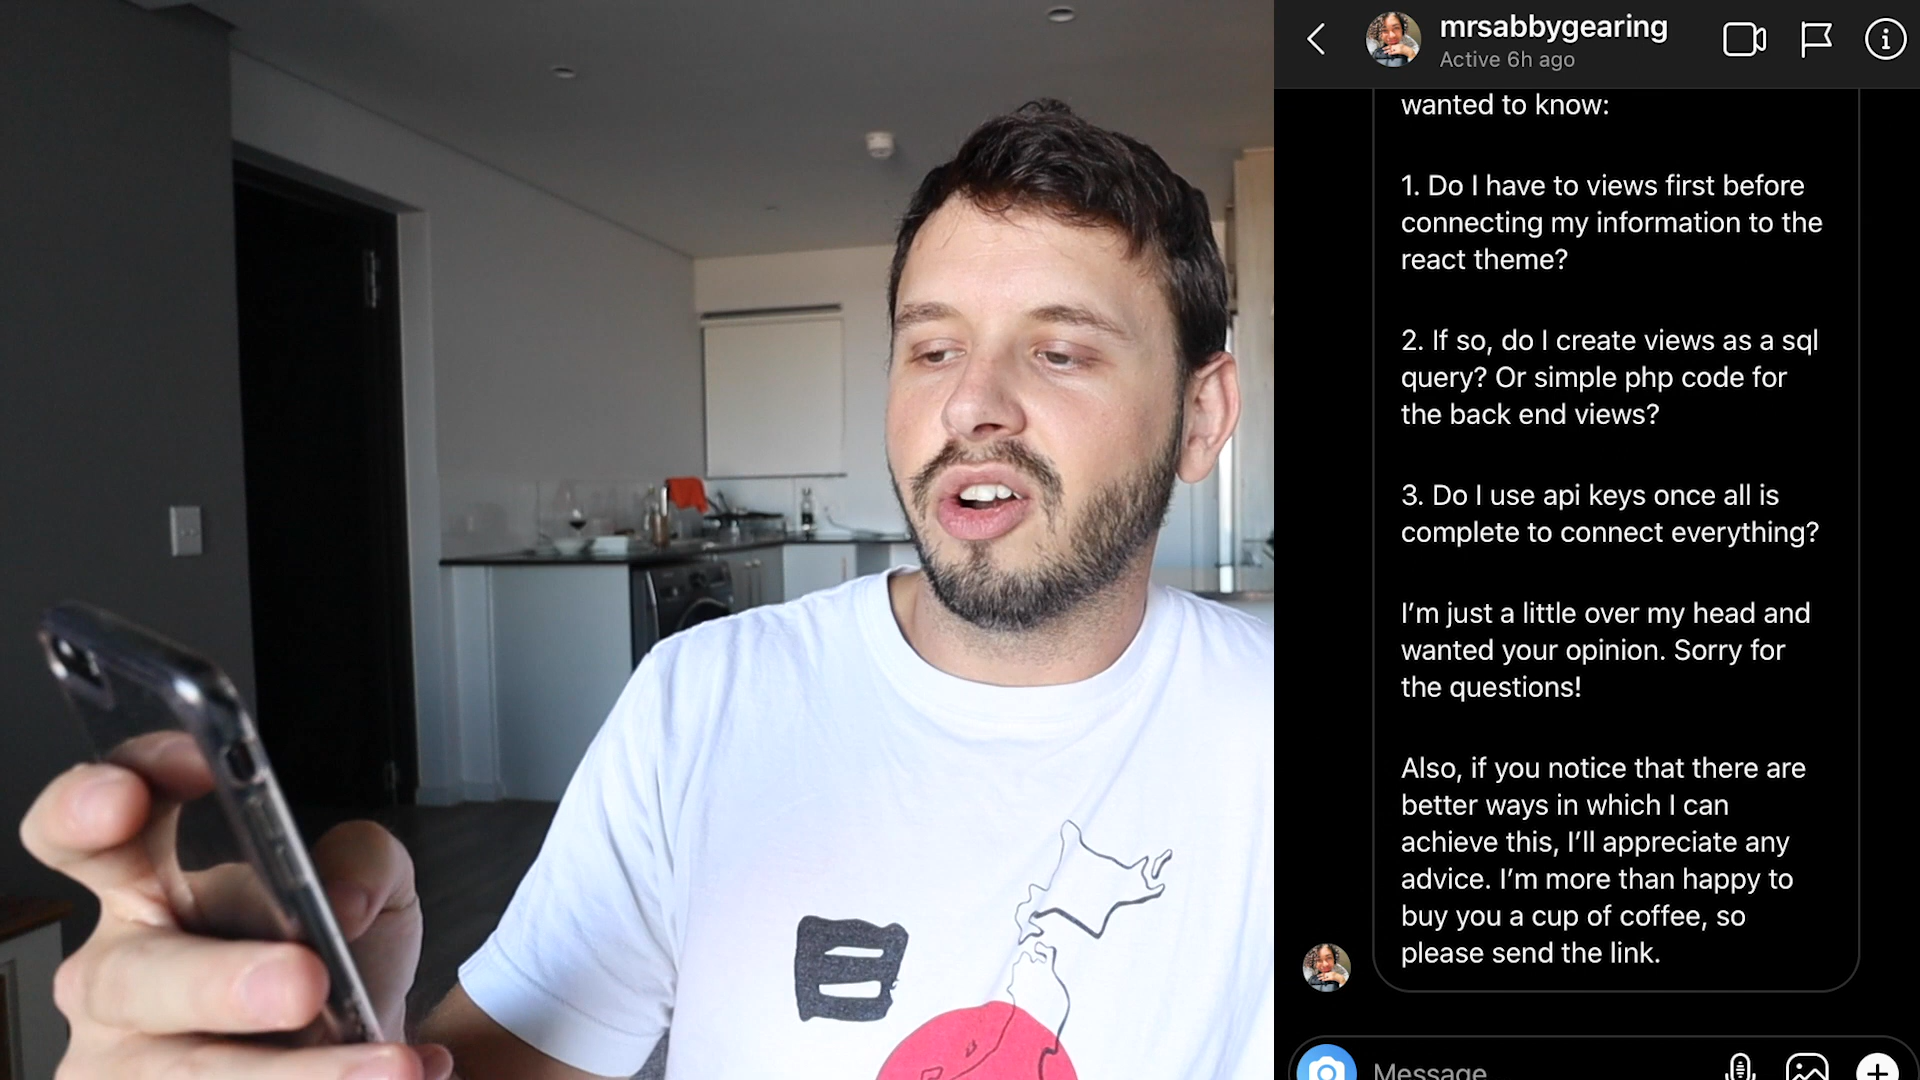 mrsabbygearing
Active 6h ago
wanted to know:
1. Do I have to views first before
connecting my information to the
react theme?
2. If so, do I create views as a sql
query? Or simple php code for
the back end views?
3. Do I use api keys once all is
complete to connect everything?
I'm just a little over my head and
wanted your opinion. Sorry for
the questions!
Also, if you notice that there are
better ways in which I can
achieve this, I'll appreciate any
advice. I'm more than happy to
buy you a cup of coffee, so
please send the link.
Message
日